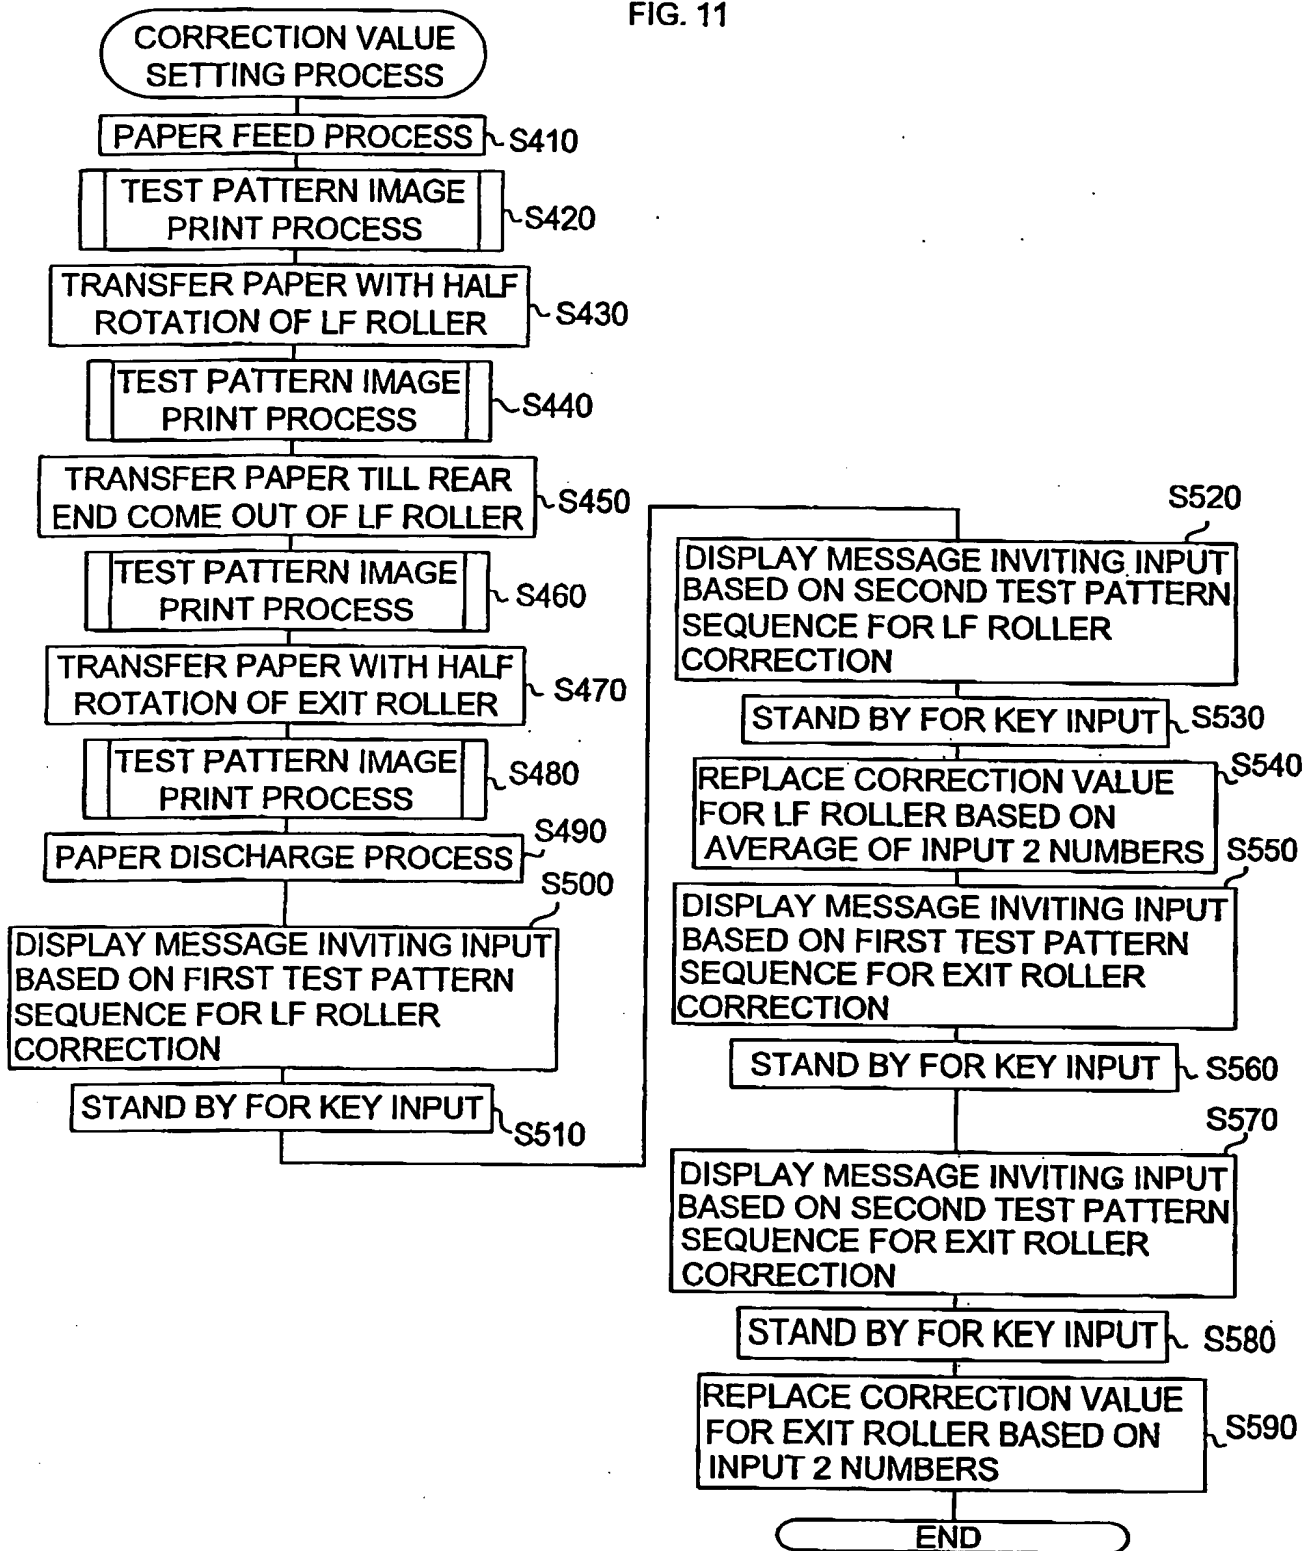 FIG. 11
CORRECTION VALUE
SETTING PROCESS
PAPER FEED PROCESS
S410
TEST PATTERN IMAGE
PRINT PROCESS
S420
TRANSFER PAPER WITH HALF
ROTATION OF LF ROLLER
S430
TEST PATTERN IMAGE
PRINT PROCESS
S440
TRANSFER PAPER TILL REAR
END COME OUT OF LF ROLLER
S450
TEST PATTERN IMAGE
PRINT PROCESS
S460
TRANSFER PAPER WITH HALF
ROTATION OF EXIT ROLLER
S470
TEST PATTERN IMAGE
PRINT PROCESS
S480
PAPER DISCHARGE PROCESS
S490
S500
DISPLAY MESSAGE INVITING INPUT
BASED ON FIRST TEST PATTERN
SEQUENCE FOR LF ROLLER
CORRECTION
STAND BY FOR KEY INPUT
S510
S520
DISPLAY MESSAGE INVITING INPUT
BASED ON SECOND TEST PATTERN
SEQUENCE FOR LF ROLLER
CORRECTION
STAND BY FOR KEY INPUT
S530
S540
REPLACE CORRECTION VALUE
FOR LF ROLLER BASED ON
AVERAGE OF INPUT 2 NUMBERS
S550
DISPLAY MESSAGE INVITING INPUT
BASED ON FIRST TEST PATTERN
SEQUENCE FOR EXIT ROLLER
CORRECTION
STAND BY FOR KEY INPUT
S560
S570
DISPLAY MESSAGE INVITING INPUT
BASED ON SECOND TEST PATTERN
SEQUENCE FOR EXIT ROLLER
CORRECTION
STAND BY FOR KEY INPUT
S580
REPLACE CORRECTION VALUE
FOR EXIT ROLLER BASED ON
INPUT 2 NUMBERS
S590
END